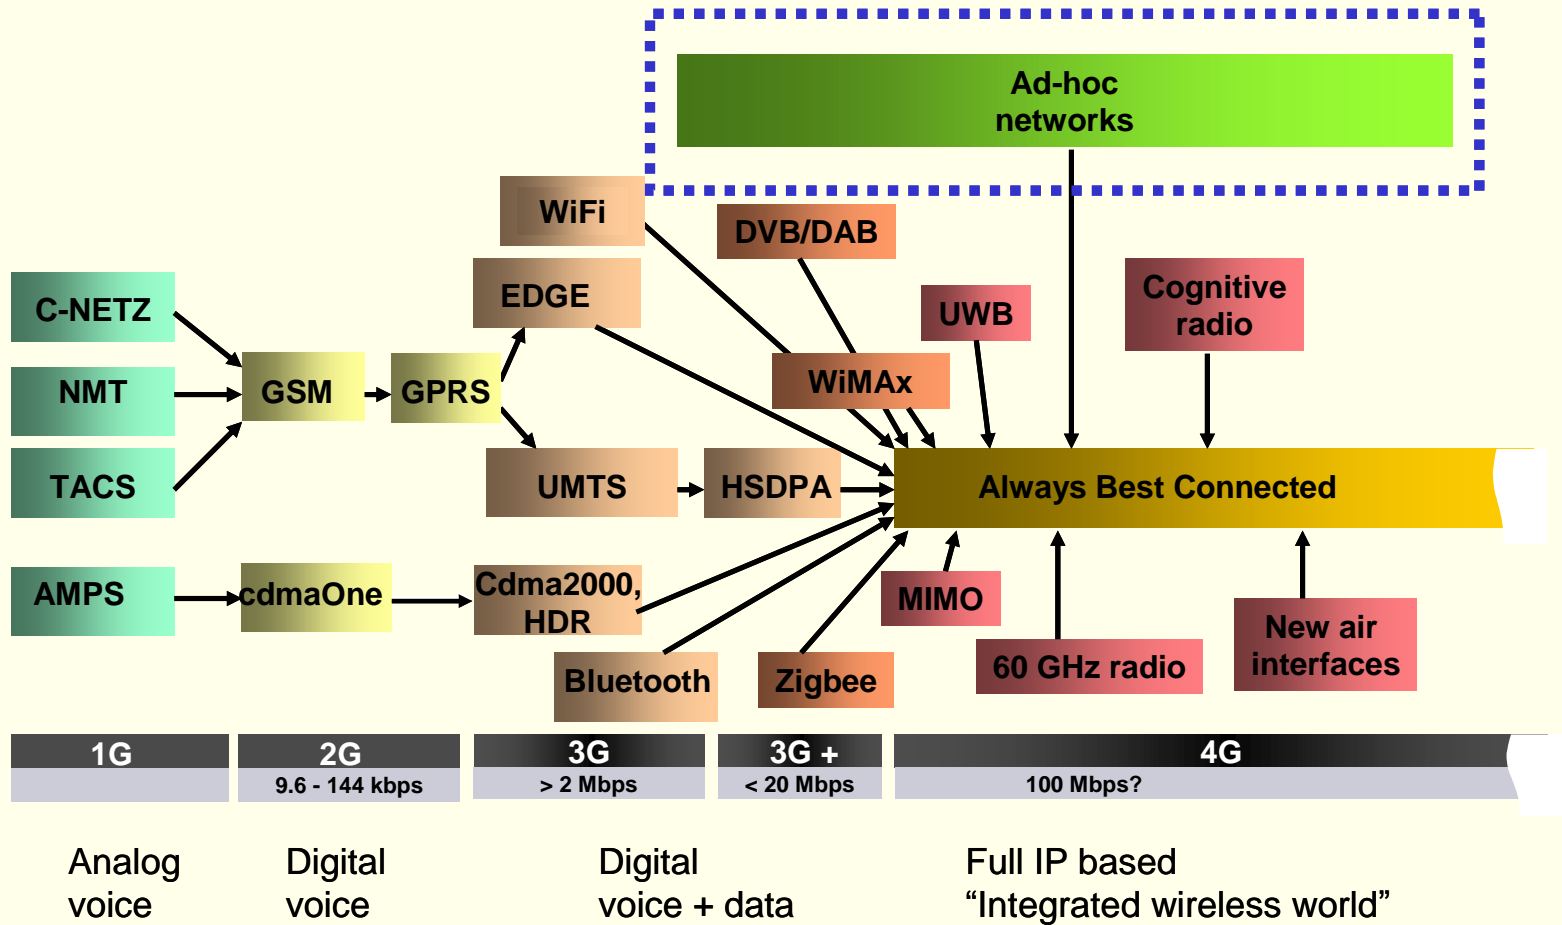 Ad-hoc
networks
WiFi
DVB/DAB
EDGE
C-NETZ
UWB
Cognitive
radio
NMT
GSM
GPRS
WiMAx
TACS
UMTS
HSDPA
Always Best Connected
AMPS
cdmaOne
Cdma2000,
HDR
MIMO
New air
interfaces
Bluetooth
Zigbee
60 GHz radio
1G
2G
3G
3G +
4G
9.6 - 144 kbps
> 2 Mbps
< 20 Mbps
100 Mbps?
Analog
voice
Digital
voice
Digital
voice + data
Full IP based
“Integrated wireless world”